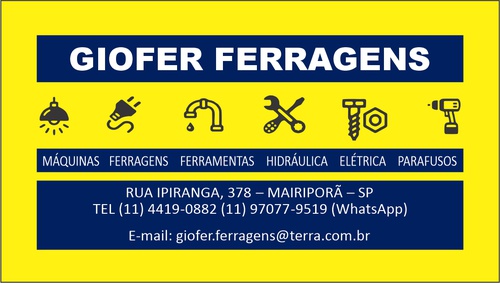 GIOFER FERRAGENS
MÁQUINAS FERRAGENS FERRAMENTAS HIDRÁULICA ELÉTRICA PARAFUSOS
RUA IPIRANGA, 378 – MAIRIPORÃ – SP
TEL (11) 4419-0882 (11) 97077-9519 (WhatsApp)
E-mail: giofer.ferragens@terra.com.br